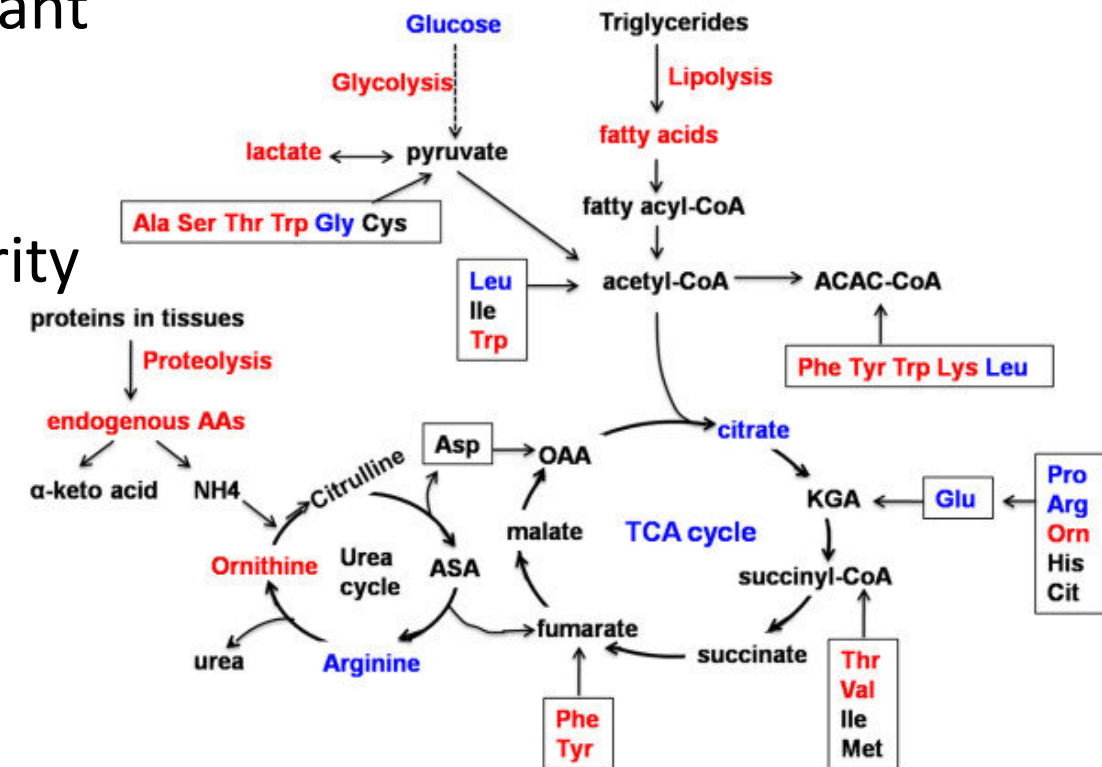 ant
rity
Glucose
Triglycerides
Glycolysis
Lipolysis
fatty acids
lactate
pyruvate
fatty acyl-CoA
Ala Ser Thr Trp Gly Cys
Leu
Ile
Trp
acetyl-CoA
ACAC-CoA
proteins in tissues
Proteolysis
Phe Tyr Trp Lys Leu
endogenous AAs
α-keto acid
NH4
Citrulline
Asp
OAA
citrate
KGA
Glu
Pro
Arg
Orn
His
Cit
malate
TCA cycle
Ornithine
Urea
cycle
ASA
succinyl-CoA
fumarate
succinate
urea
Arginine
Thr
Val
Ile
Met
Phe
Tyr